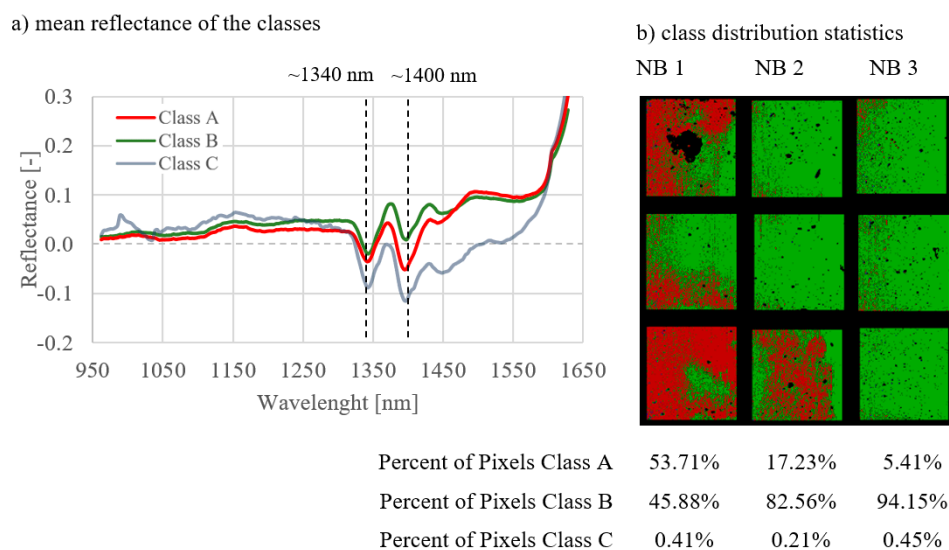 a) mean reflectance of the classes
~1340 nm ~1400 nm
0.3
0.2
0.1
0.0
-0.1
-0.2
Reflectance [-]
Class A
Class B
Class C
950 1050 1150 1250 1350 1450 1550 1650
Wavelenght [nm]
b) class distribution statistics
NB 1 NB 2 NB 3
Percent of Pixels Class A 53.71% 17.23% 5.41%
Percent of Pixels Class B 45.88% 82.56% 94.15%
Percent of Pixels Class C 0.41% 0.21% 0.45%